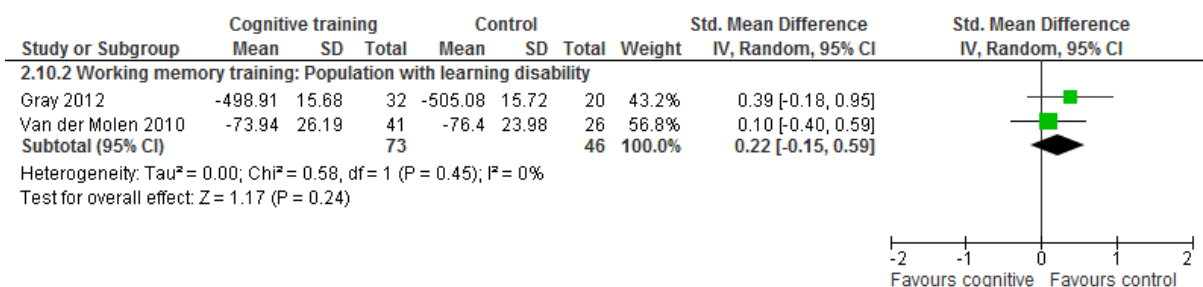 Cognitive training Control Std. Mean Difference Std. Mean Difference
Study or Subgroup Mean SD Total Mean SD Total Weight IV, Random, 95% CI IV, Random, 95% CI
2.10.2 Working memory training: Population with learning disability
Gray 2012 -498.91 15.68 32 -505.08 15.72 20 43.2% 0.39 [-0.18, 0.95]
Van der Molen 2010 -73.94 26.19 41 -76.4 23.98 26 56.8% 0.10 [-0.40, 0.59]
Subtotal (95% CI) 73 46 100.0% 0.22 [-0.15, 0.59]
Heterogeneity: Tau² = 0.00; Chi² = 0.58, df = 1 (P = 0.45); I² = 0%
Test for overall effect: Z = 1.17 (P = 0.24)
-2 -1 0 1 2
Favours cognitive Favours control